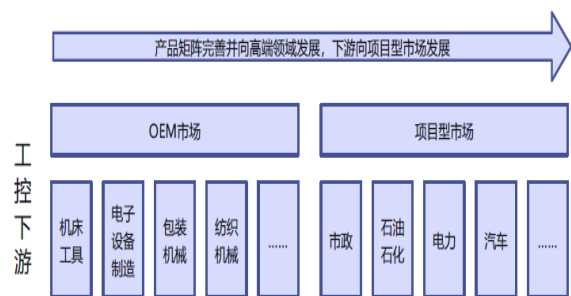 产品矩阵完善并向高端领域发展，下游向项目型市场发展
OEM市场
项目型市场
工
控
下
游
机床
工具
电子
设备
制造
包装
机械
纺织
机械
……
市政
石油
石化
电力
汽车
……